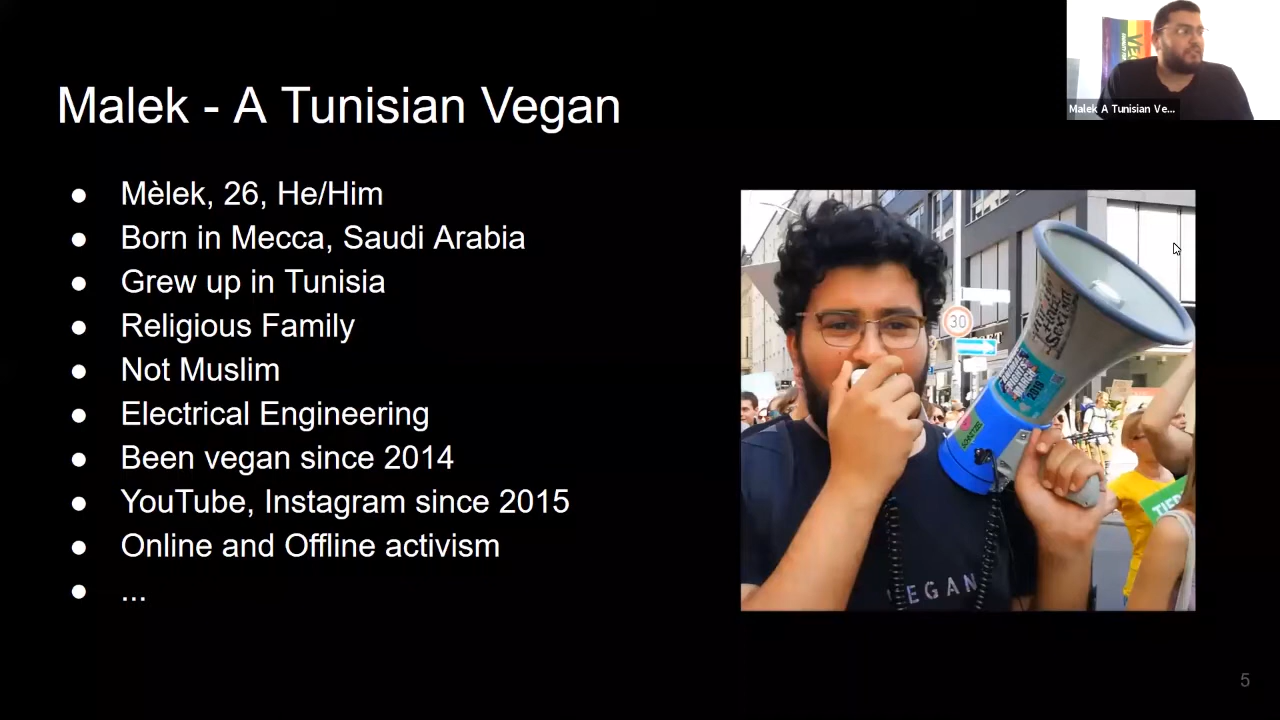 Malek A Tunisian Ve...
Malek - A Tunisian Vegan
● Mèlek, 26, He/Him
● Born in Mecca, Saudi Arabia
● Grew up in Tunisia
● Religious Family
● Not Muslim
● Electrical Engineering
● Been vegan since 2014
● YouTube, Instagram since 2015
● Online and Offline activism
● ...
30
VEGAN
5